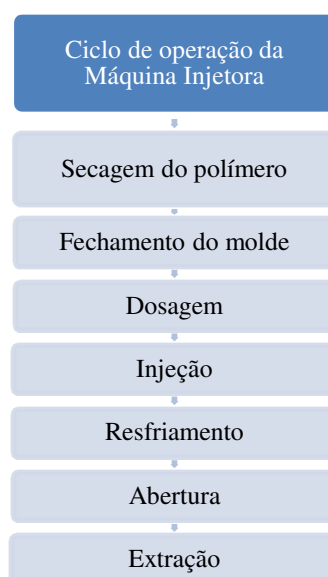 Ciclo de operação da
Máquina Injetora
Secagem do polímero
Fechamento do molde
Dosagem
Injeção
Resfriamento
Abertura
Extração